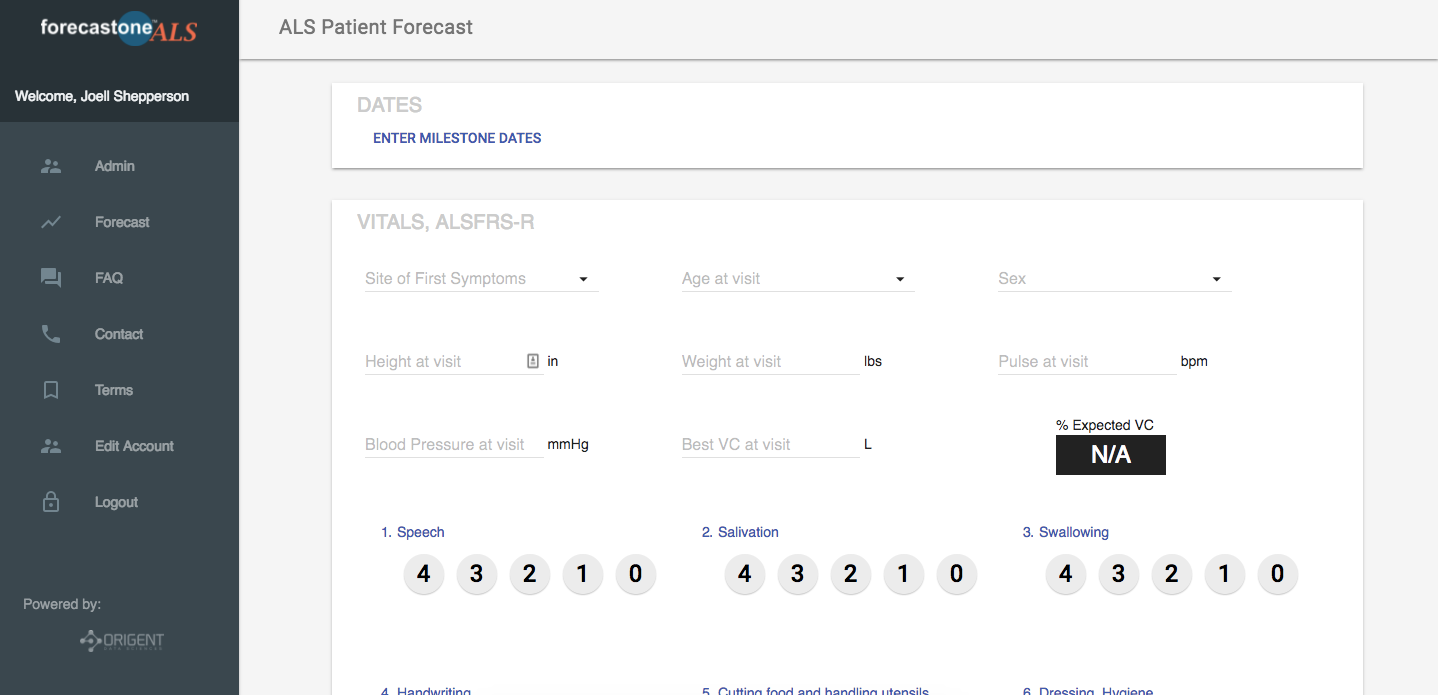 forecastone™ALS
Welcome, Joell Shepperson
Admin
Forecast
FAQ
Contact
Terms
Edit Account
Logout
Powered by:
ORIGENT
DATA SCIENCES
ALS Patient Forecast
DATES
ENTER MILESTONE DATES
VITALS, ALSFRS-R
Site of First Symptoms Age at visit Sex
Height at visit in Weight at visit lbs Pulse at visit bpm
% Expected VC
Blood Pressure at visit mmHg Best VC at visit L N/A
1. Speech 2. Salivation 3. Swallowing
4 3 2 1 0 4 3 2 1 0 4 3 2 1 0
4. Handwriting 5. Cutting food and handling utensils 6. Dressing, Hygiene